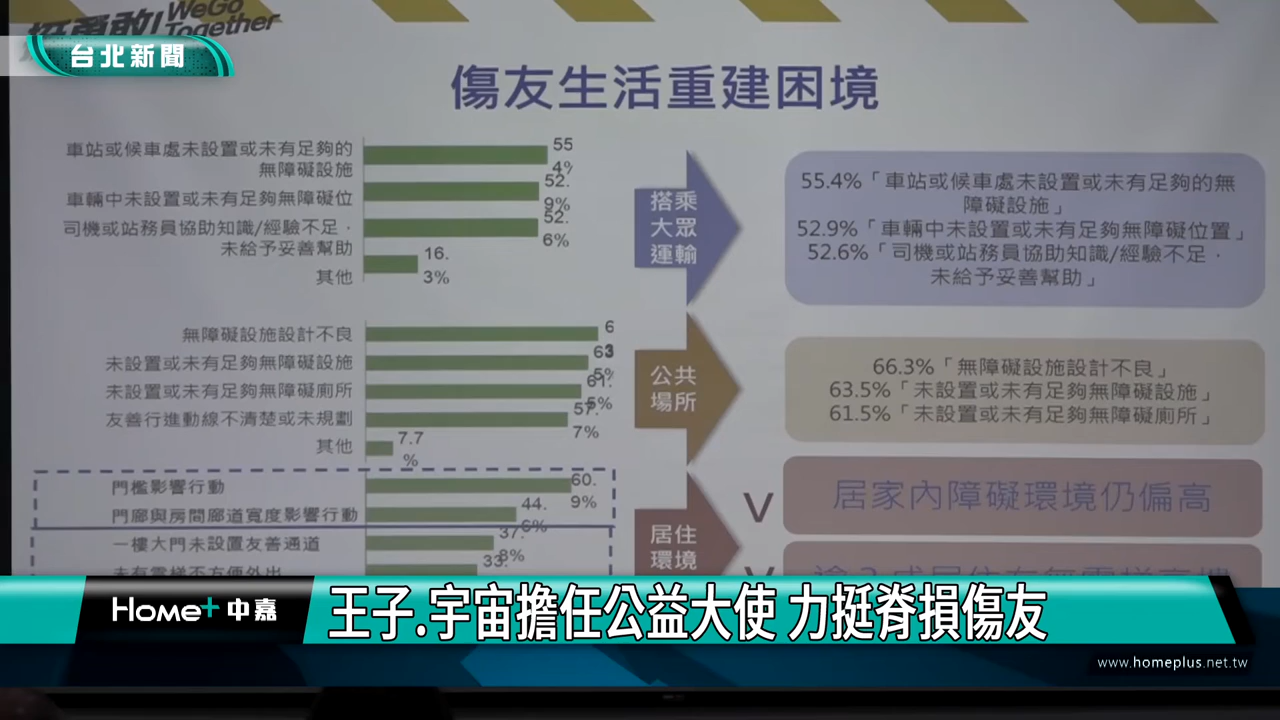 挺勇敢! WeGo
Together
台北新聞
傷友生活重建困境
車站或候車處未設置或未有足夠的
無障礙設施
55
4%
車輛中未設置或未有足夠無障礙位
52.
9%
司機或站務員協助知識/經驗不足,
未給予妥善幫助
52.
6%
其他
16.
3%
搭乘
大眾
運輸
55.4%「車站或候車處未設置或未有足夠的無
障礙設施」
52.9%「車輛中未設置或未有足夠無障礙位置」
52.6%「司機或站務員協助知識/經驗不足,
未給予妥善幫助」
無障礙設施設計不良
6
3
未設置或未有足夠無障礙設施
63
5%
未設置或未有足夠無障礙廁所
61.
5%
友善行進動線不清楚或未規劃
57.
7%
其他
7.7
%
公共
場所
66.3%「無障礙設施設計不良」
63.5%「未設置或未有足夠無障礙設施」
61.5%「未設置或未有足夠無障礙廁所」
門檻影響行動
60.
9%
門廊與房間廊道寬度影響行動
44.
6%
一樓大門未設置友善通道
37.
8%
未有電梯不方便外出
33.
居住
環境
V
居家內障礙環境仍偏高
Home+中嘉
王子.宇宙擔任公益大使 力挺脊損傷友
www.homeplus.net.tw